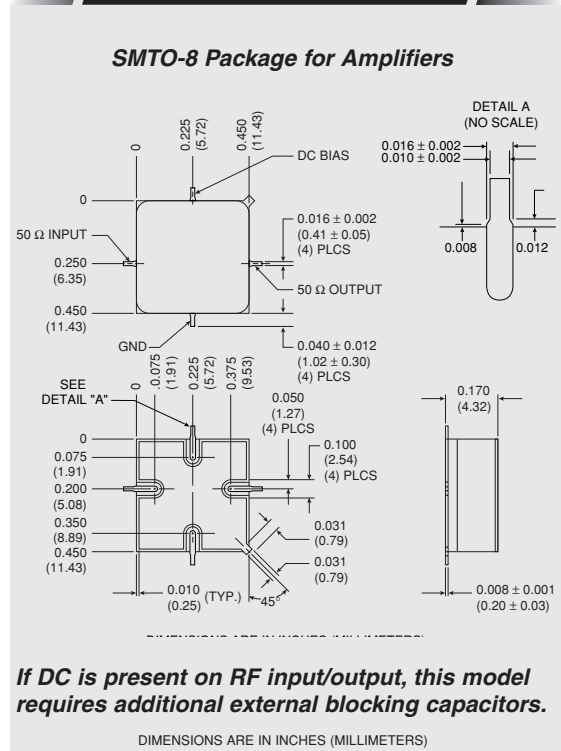 SMTO-8 Package for Amplifiers
DETAIL A
(NO SCALE)
0
0.225
(5.72)
0.450
(11.43)
DC BIAS
0.016 ± 0.002
0.010 ± 0.002
0
0.016 ± 0.002
(0.41 ± 0.05)
(4) PLCS
50 Ω INPUT
0.008
0.012
0.250
(6.35)
50 Ω OUTPUT
0.450
(11.43)
GND
0.040 ± 0.012
(1.02 ± 0.30)
(4) PLCS
SEE
DETAIL "A"
0
0.075
(1.91)
0.225
(5.72)
0.375
(9.53)
0.050
(1.27)
(4) PLCS
0.170
(4.32)
0
0.100
(2.54)
(4) PLCS
0.075
(1.91)
0.200
(5.08)
0.350
(8.89)
0.450
(11.43)
0.031
(0.79)
0.031
(0.79)
0.010
(0.25)
(TYP.)
45°
0.008 ± 0.001
(0.20 ± 0.03)
DIMENSIONS ARE IN INCHES (MILLIMETERS)
If DC is present on RF input/output, this model
requires additional external blocking capacitors.
DIMENSIONS ARE IN INCHES (MILLIMETERS)